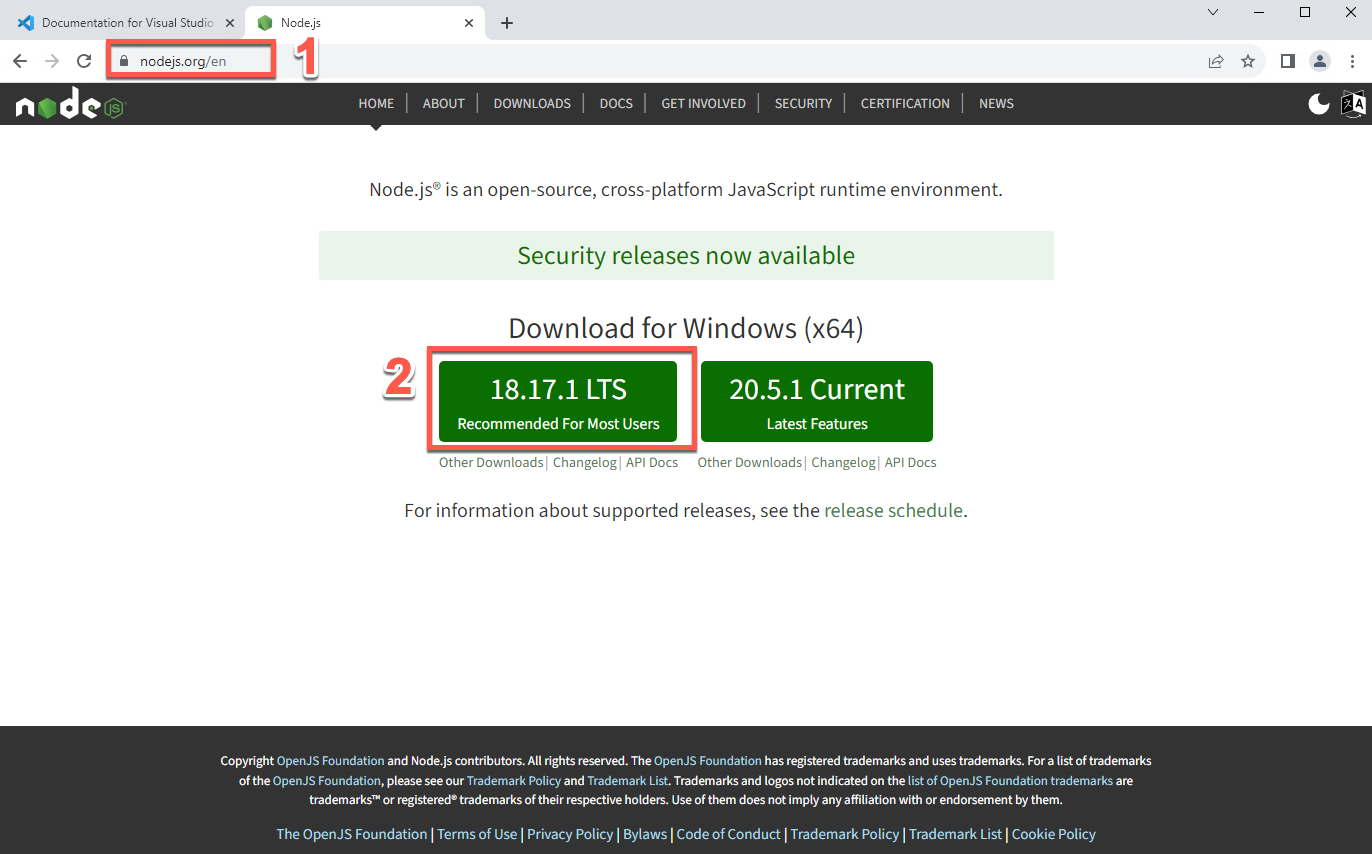 Documentation for Visual Studio
Node.js
nodejs.org/en
1
node JS
HOME
ABOUT
DOWNLOADS
DOCS
GET INVOLVED
SECURITY
CERTIFICATION
NEWS
Node.js® is an open-source, cross-platform JavaScript runtime environment.
Security releases now available
Download for Windows (x64)
2
18.17.1 LTS
Recommended For Most Users
20.5.1 Current
Latest Features
Other Downloads | Changelog | API Docs
Other Downloads | Changelog | API Docs
For information about supported releases, see the release schedule.
Copyright OpenJS Foundation and Node.js contributors. All rights reserved. The OpenJS Foundation has registered trademarks and uses trademarks. For a list of trademarks
of the OpenJS Foundation, please see our Trademark Policy and Trademark List. Trademarks and logos not indicated on the list of OpenJS Foundation trademarks are
trademarks™ or registered® trademarks of their respective holders. Use of them does not imply any affiliation with or endorsement by them.
The OpenJS Foundation | Terms of Use | Privacy Policy | Bylaws | Code of Conduct | Trademark Policy | Trademark List | Cookie Policy